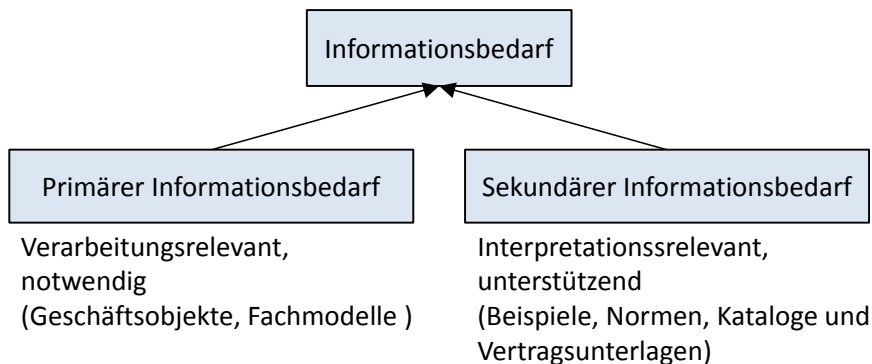 Informationsbedarf
Primärer Informationsbedarf
Verarbeitungsrelevant,
notwendig
(Geschäftsobjekte, Fachmodelle )
Sekundärer Informationsbedarf
Interpretationssrelevant,
unterstützend
(Beispiele, Normen, Kataloge und
Vertragsunterlagen)